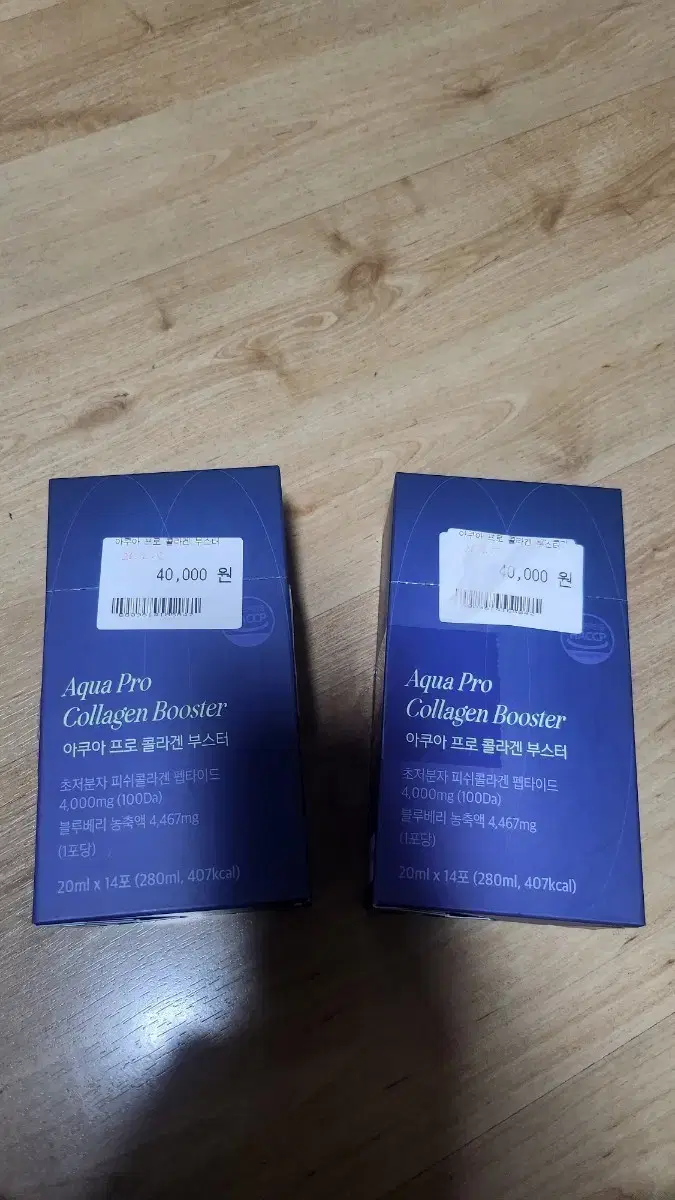 아쿠아 프로 콜라겐 부스터
40,000 원
Aqua Pro
Collagen Booster
아쿠아 프로 콜라겐 부스터
초저분자 피쉬콜라겐 펩타이드
4,000mg (100Da)
블루베리 농축액 4,467mg
(1포당)
20ml x 14포 (280ml, 407kcal)
아쿠아 프로 콜라겐 부스터
40,000 원
HACCP
Aqua Pro
Collagen Booster
아쿠아 프로 콜라겐 부스터
초저분자 피쉬콜라겐 펩타이드
4,000mg (100Da)
블루베리 농축액 4,467mg
(1포당)
20ml x 14포 (280ml, 407kcal)